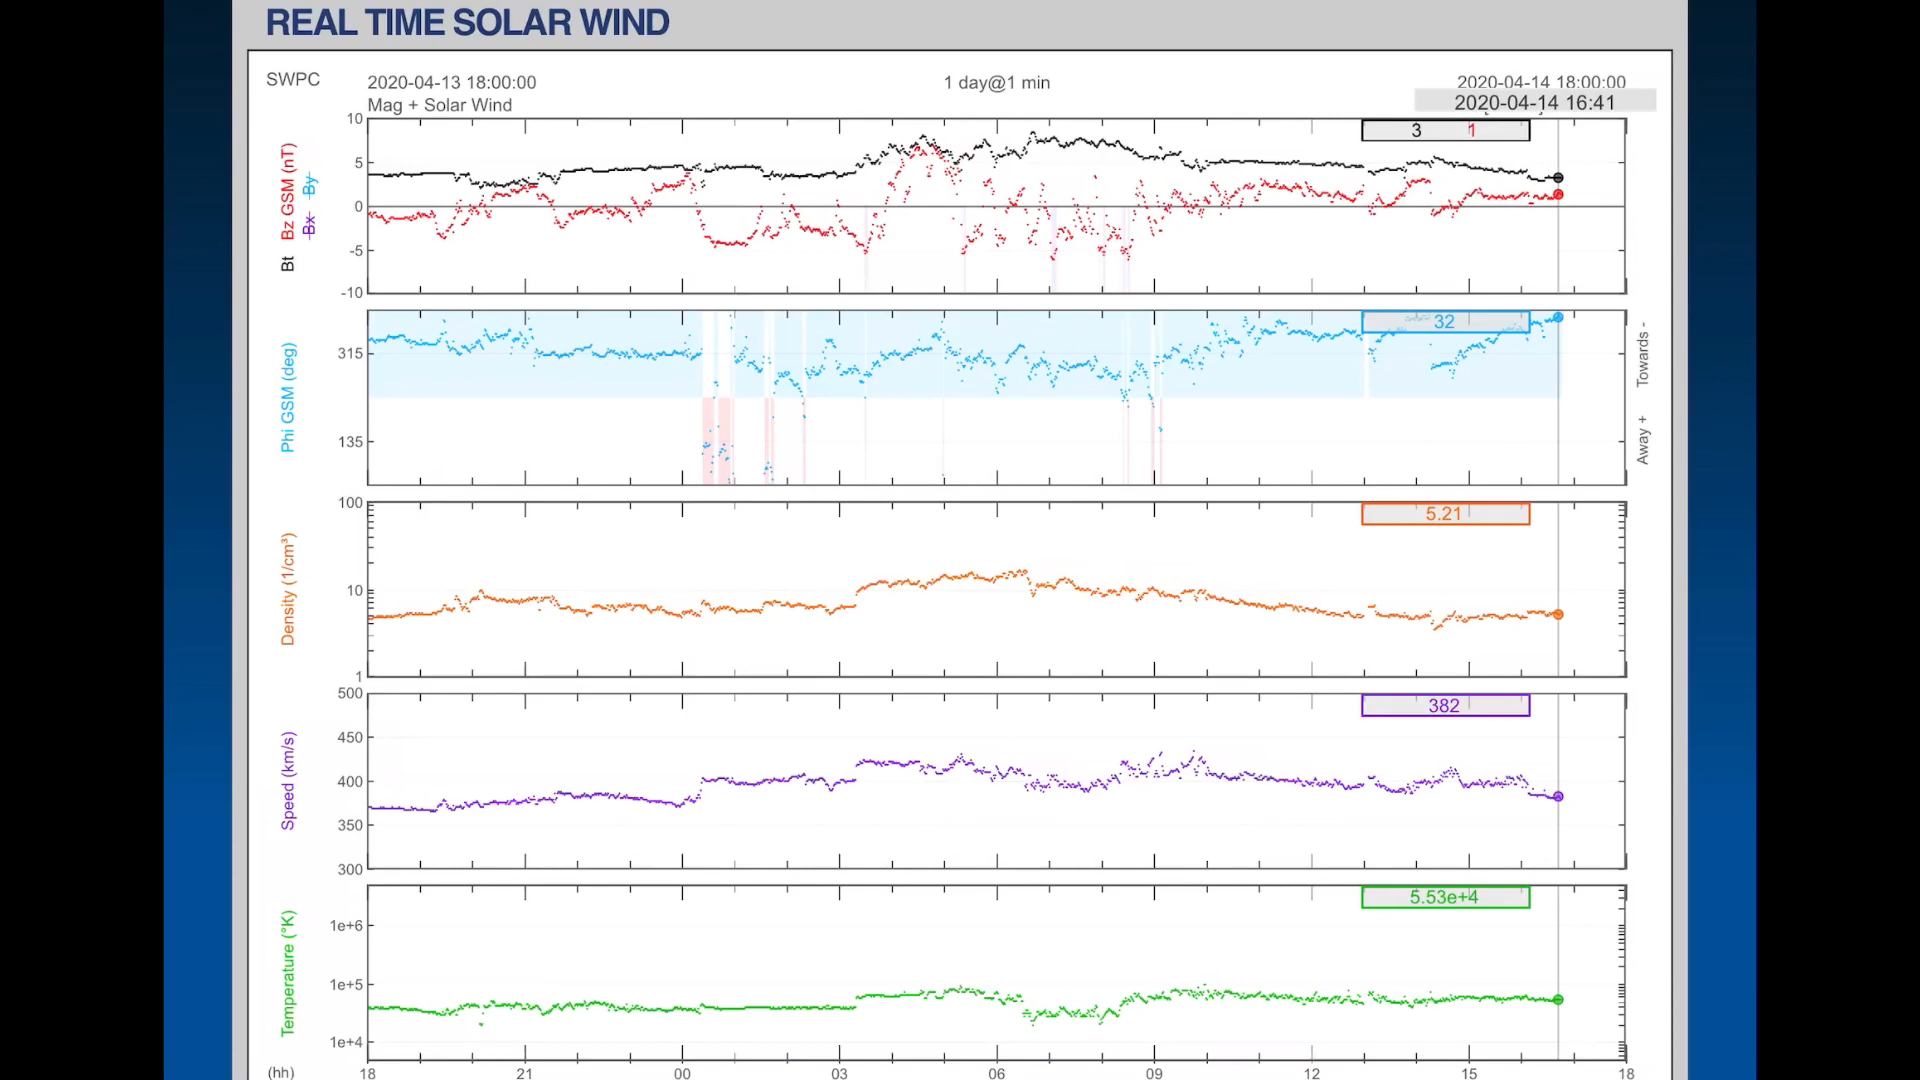 REAL TIME SOLAR WIND
SWPC
2020-04-13 18:00:00
1 day@1 min
2020-04-14 18:00:00
Mag + Solar Wind
2020-04-14 16:41
Bt Bz GSM (nT)
Bx By
10
5
0
-5
-10
3 1
Phi GSM (deg)
315
135
32
Towards -
Away +
Density (1/cm³)
100
10
1
5.21
Speed (km/s)
500
450
400
350
300
382
Temperature (°K)
1e+6
1e+5
1e+4
5.53e+4
(hh)
18 21 00 03 06 09 12 15 18